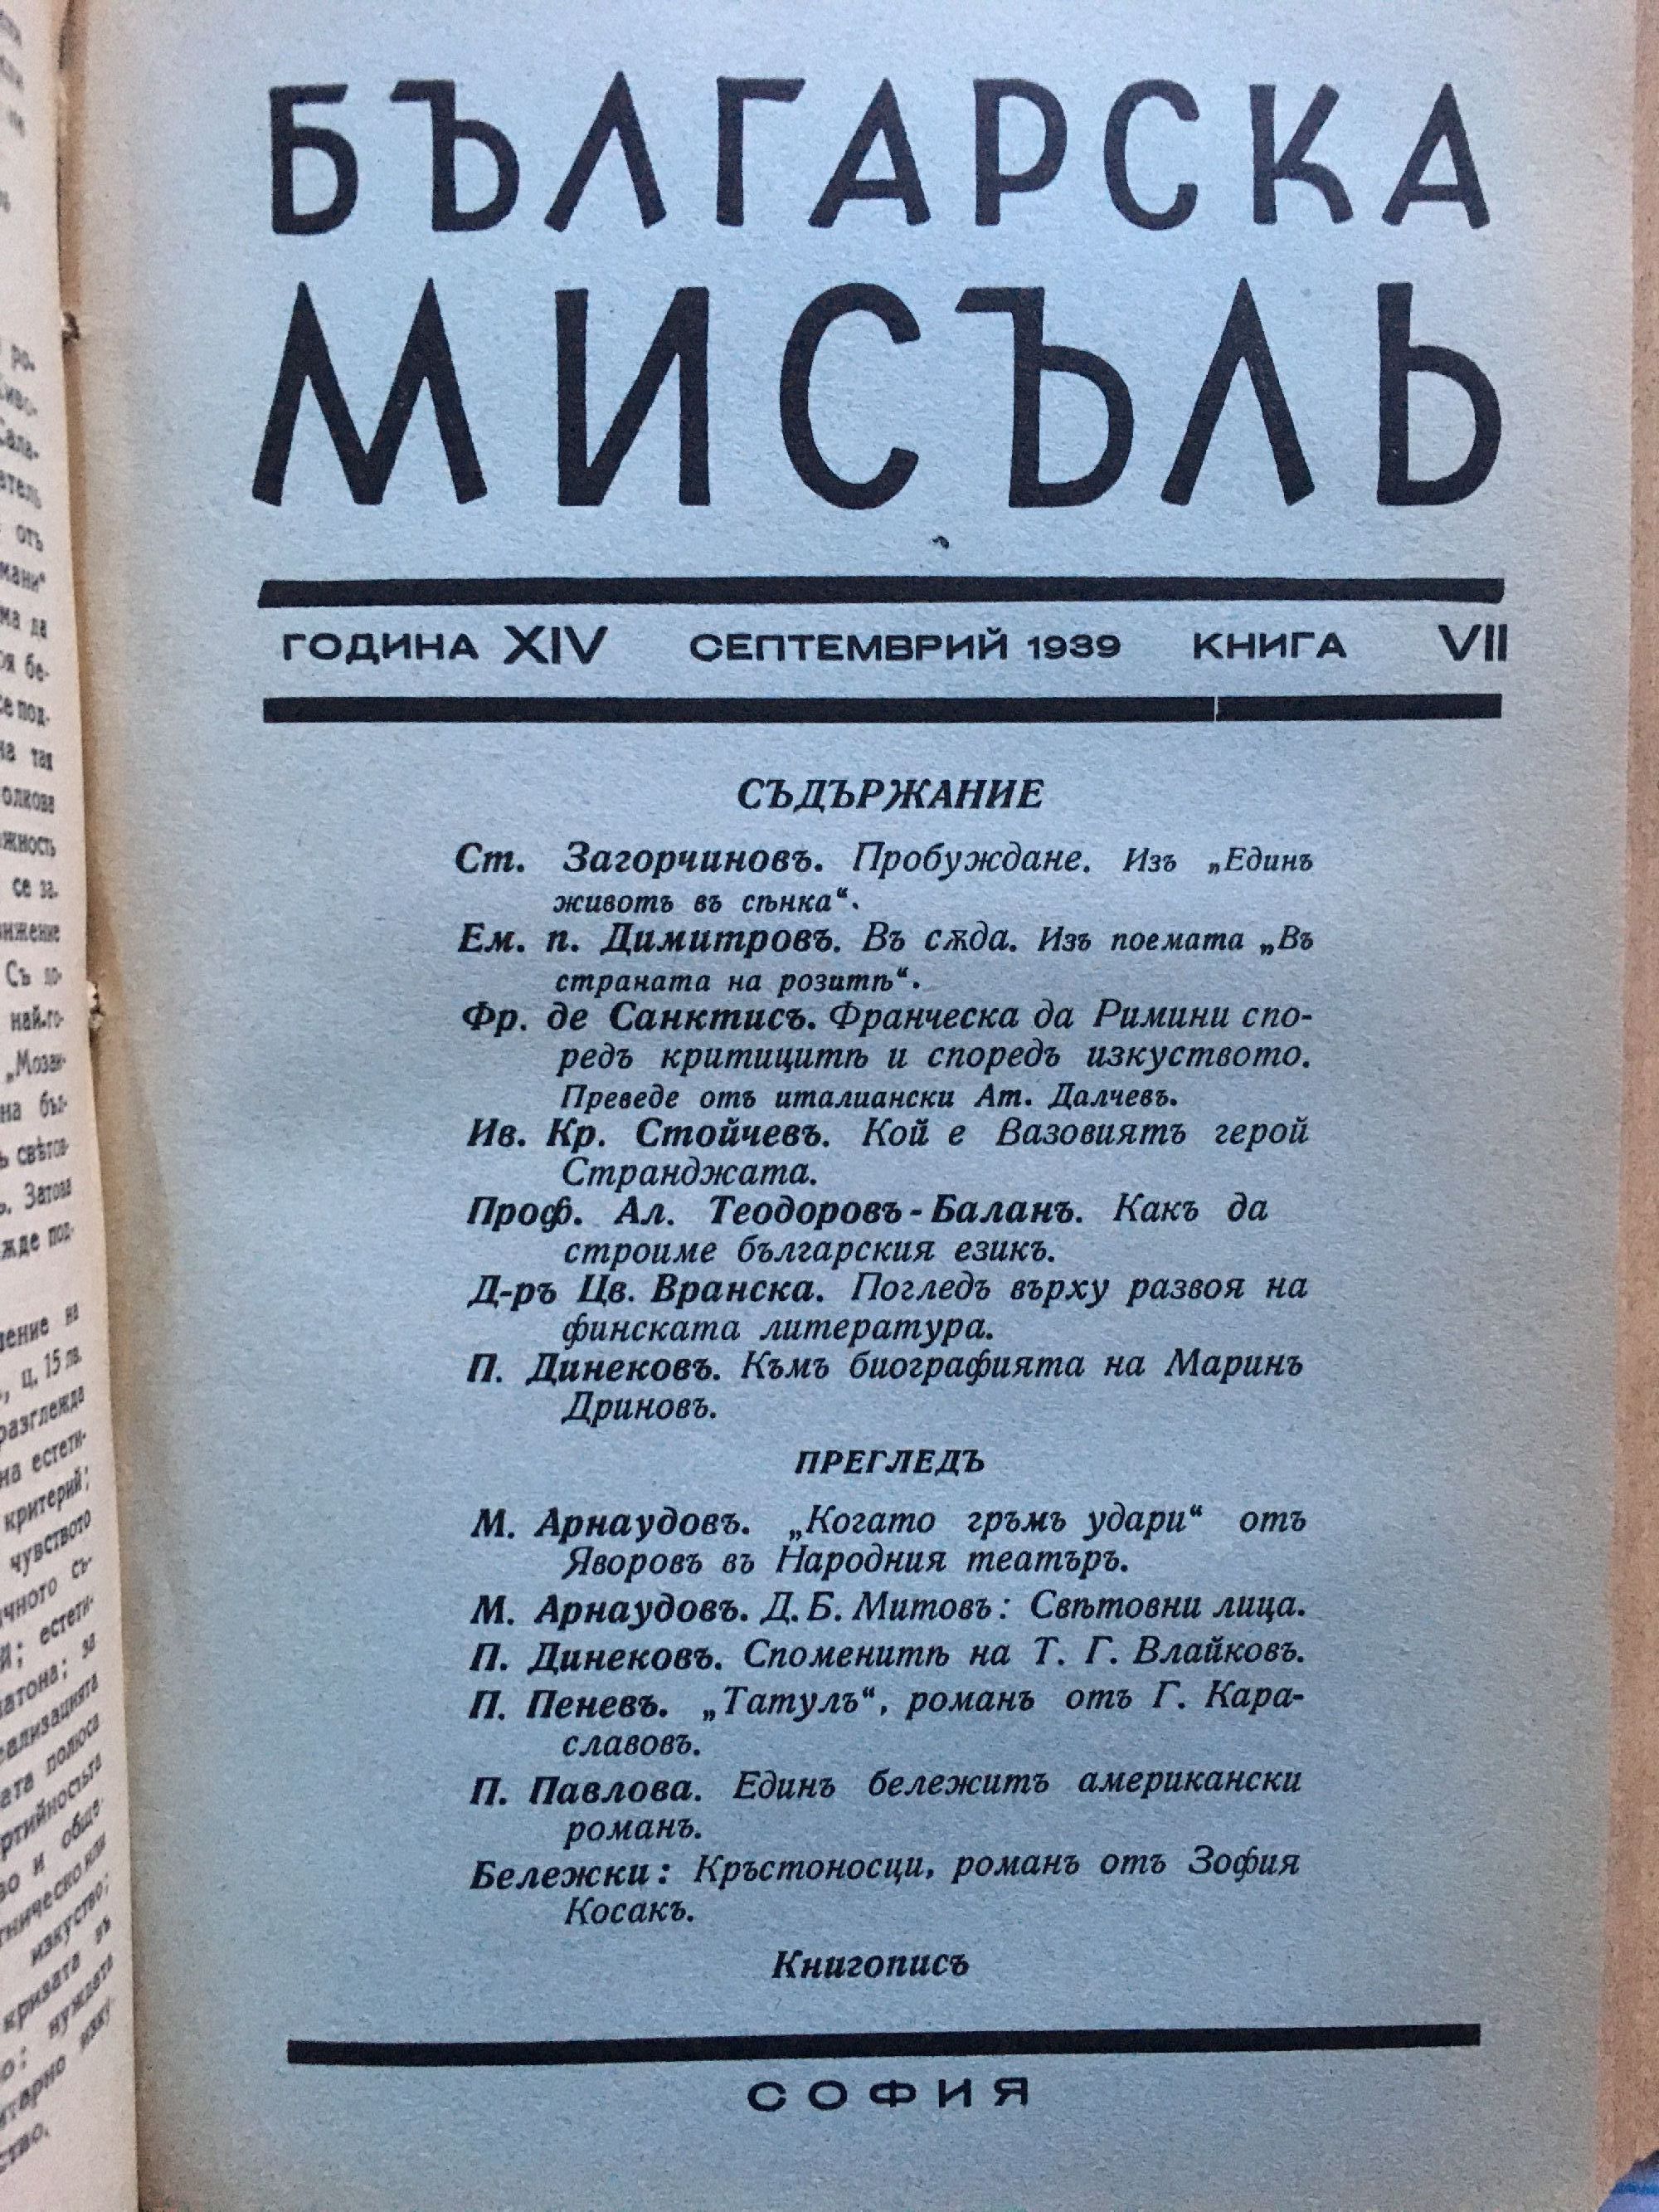 БЪЛГАРСКА
МИСЪЛЬ
ГОДИНА XIV СЕПТЕМВРИЙ 1939 КНИГА VII
СЪДЪРЖАНИЕ
Ст. Загорчиновъ. Пробуждане. Изъ „Единъ
животъ въ сѣнка“.
Ем. п. Димитровъ. Въ сѫда. Изъ поемата „Въ
страната на розитѣ“.
Фр. де Санктисъ. Франческа да Римини спо-
редъ критицитѣ и споредъ изкуството.
Преведе отъ италиански Ат. Далчевъ.
Ив. Кр. Стойчевъ. Кой е Вазовиятъ герой
Странджата.
Проф. Ал. Теодоровъ-Баланъ. Какъ да
строиме българския езикъ.
Д-ръ Цв. Вранска. Погледъ върху развоя на
финската литература.
П. Динековъ. Къмъ биографията на Маринъ
Дриновъ.
ПРЕГЛЕДЪ
М. Арнаудовъ. „Когато гръмъ удари“ отъ
Яворовъ въ Народния театъръ.
М. Арнаудовъ. Д. Б. Митовъ: Свѣтовни лица.
П. Динековъ. Споменитѣ на Т. Г. Влайковъ.
П. Пеневъ. „Татулъ“, романъ отъ Г. Кара-
славовъ.
П. Павлова. Единъ бележитъ американски
романъ.
Бележки: Кръстоносци, романъ отъ Зофия
Косакъ.
Книгописъ
СОФИЯ